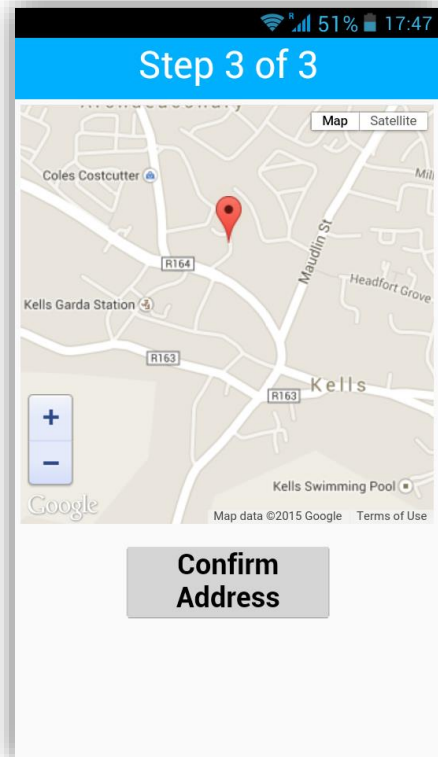 R 51% 17:47
Step 3 of 3
Map Satellite
Coles Costcutter
Mill
Maudlin St
R164
Headfort Grove
Kells Garda Station
R163
Kells
R163
+
−
Kells Swimming Pool
Google
Map data ©2015 Google Terms of Use
Confirm
Address